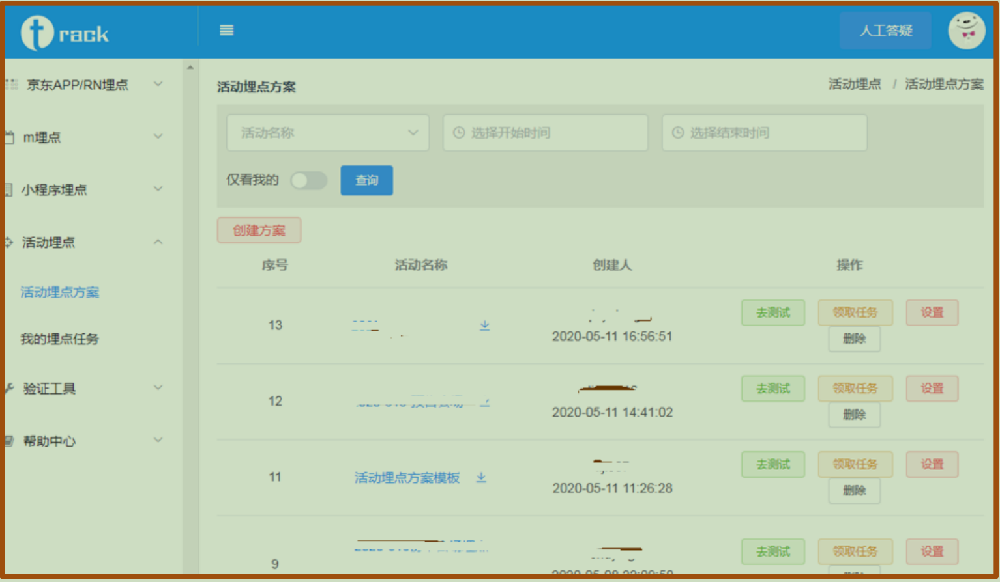 track
人工答疑
京东APP/RN埋点
m埋点
小程序埋点
活动埋点
活动埋点方案
我的埋点任务
验证工具
帮助中心
活动埋点方案
活动埋点 / 活动埋点方案
活动名称 选择开始时间 选择结束时间
仅看我的 查询
创建方案
序号 活动名称 创建人 操作
13 2020-05-11 16:56:51 去测试 领取任务 设置
删除
12 2020-05-11 14:41:02 去测试 领取任务 设置
删除
11 活动埋点方案模板 2020-05-11 11:26:28 去测试 领取任务 设置
删除
9 去测试 领取任务 设置